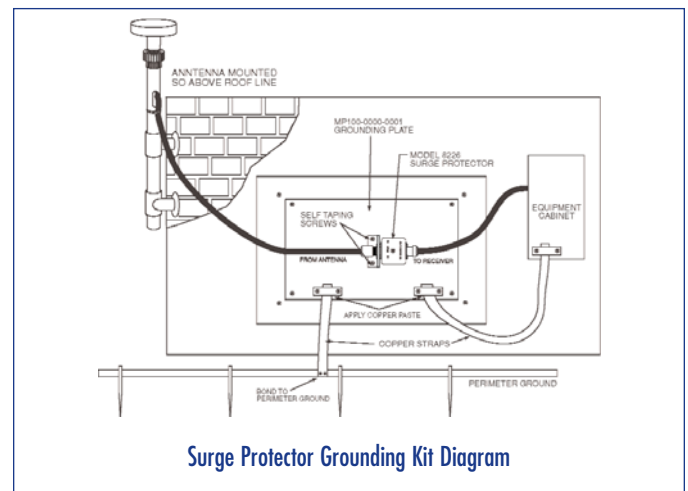 ANNTENNA MOUNTED
SO ABOVE ROOF LINE
MP100-0000-0001
GROUNDING PLATE
MODEL 8226
SURGE PROTECTOR
EQUIPMENT
CABINET
SELF TAPING
SCREWS
FROM ANTENNA
TO RECEIVER
APPLY COPPER PASTE
COPPER STRAPS
BOND TO
PERIMETER GROUND
PERIMETER GROUND
Surge Protector Grounding Kit Diagram